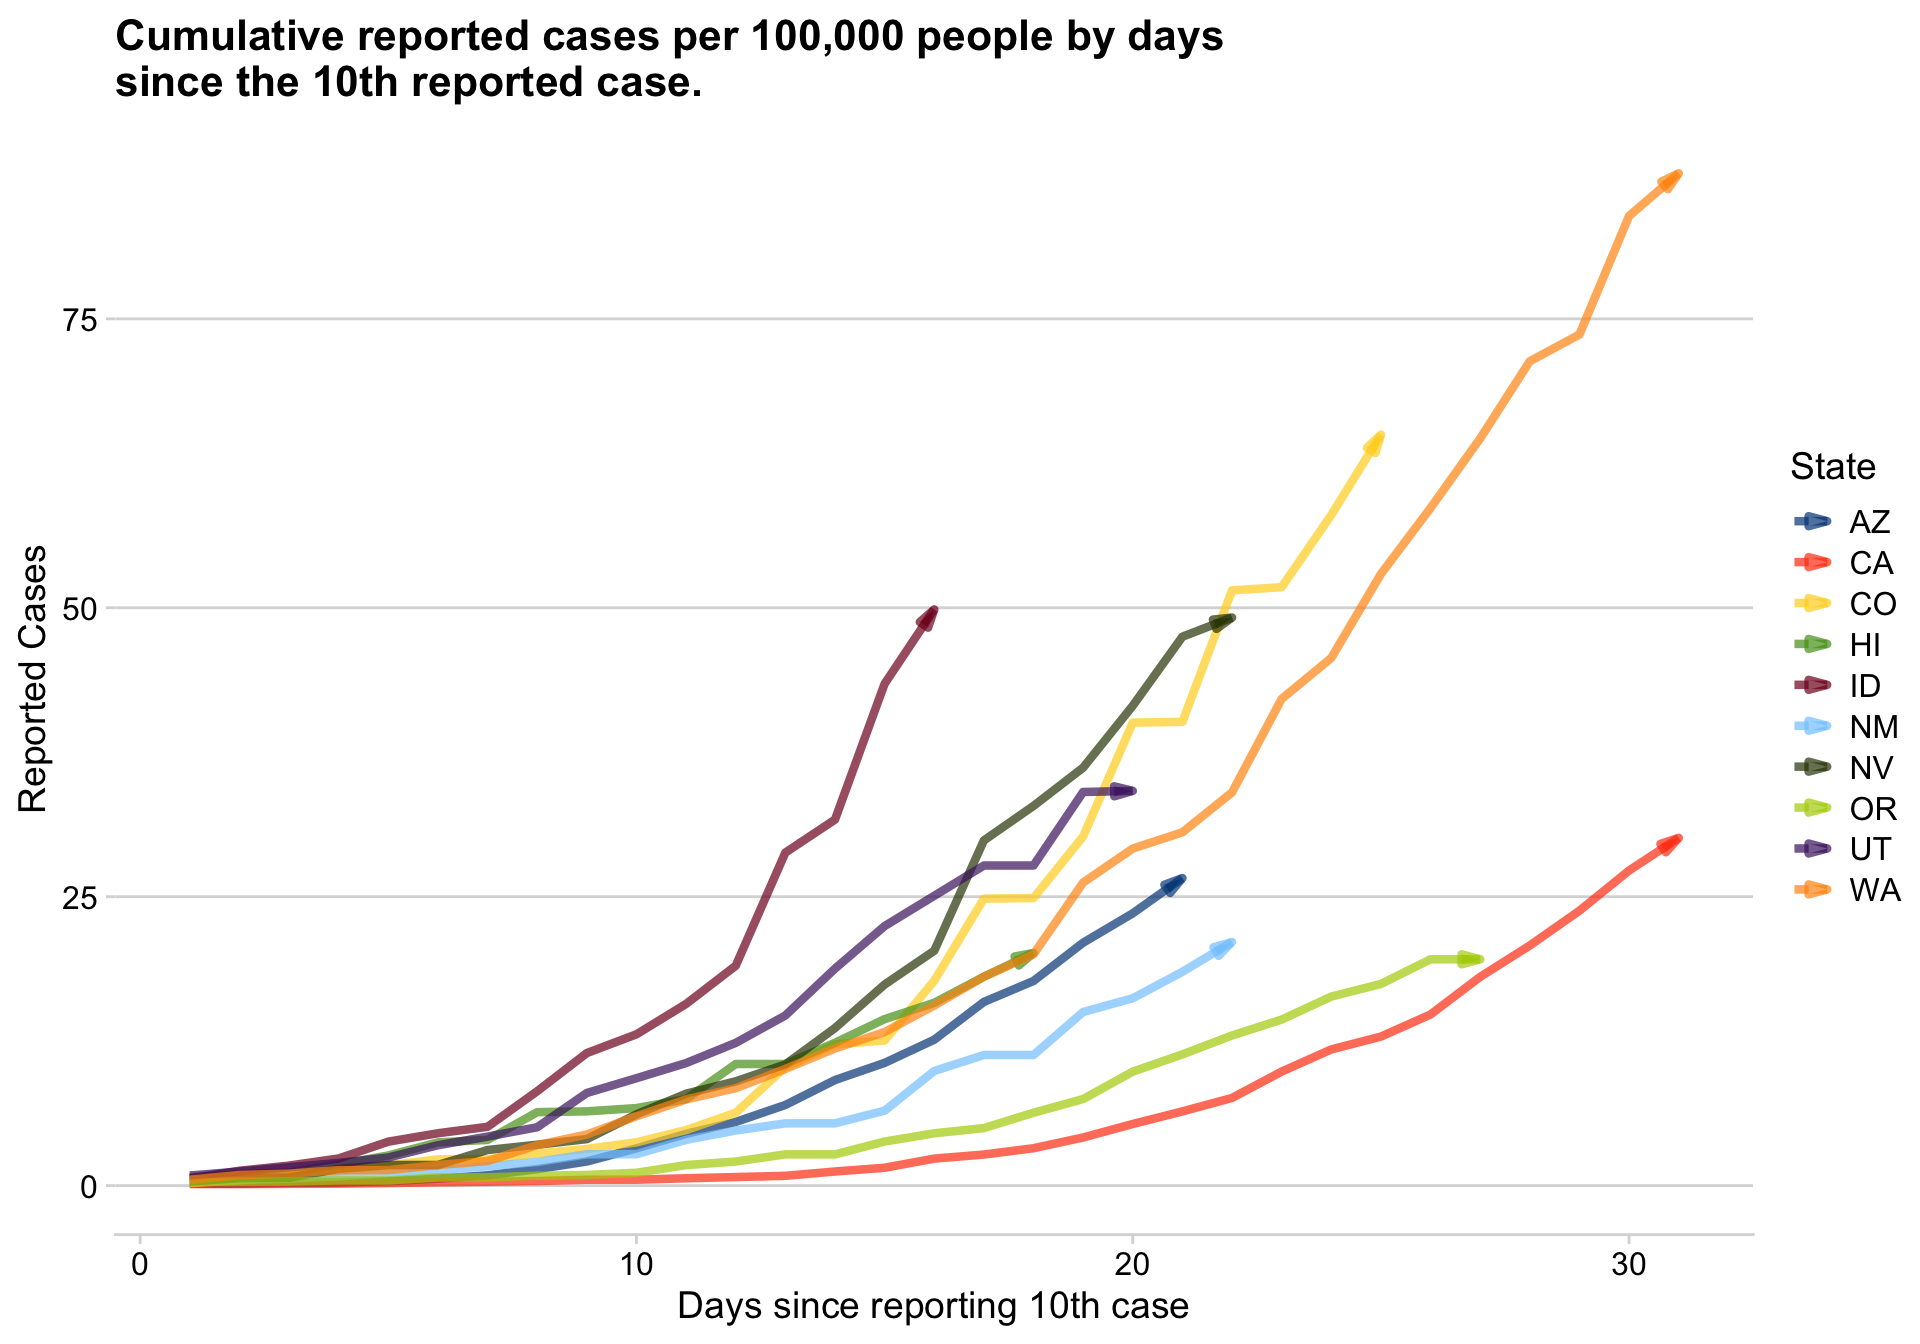 Cumulative reported cases per 100,000 people by days
since the 10th reported case.
75
50
25
0
Reported Cases
0 10 20 30
Days since reporting 10th case
State
AZ
CA
CO
HI
ID
NM
NV
OR
UT
WA